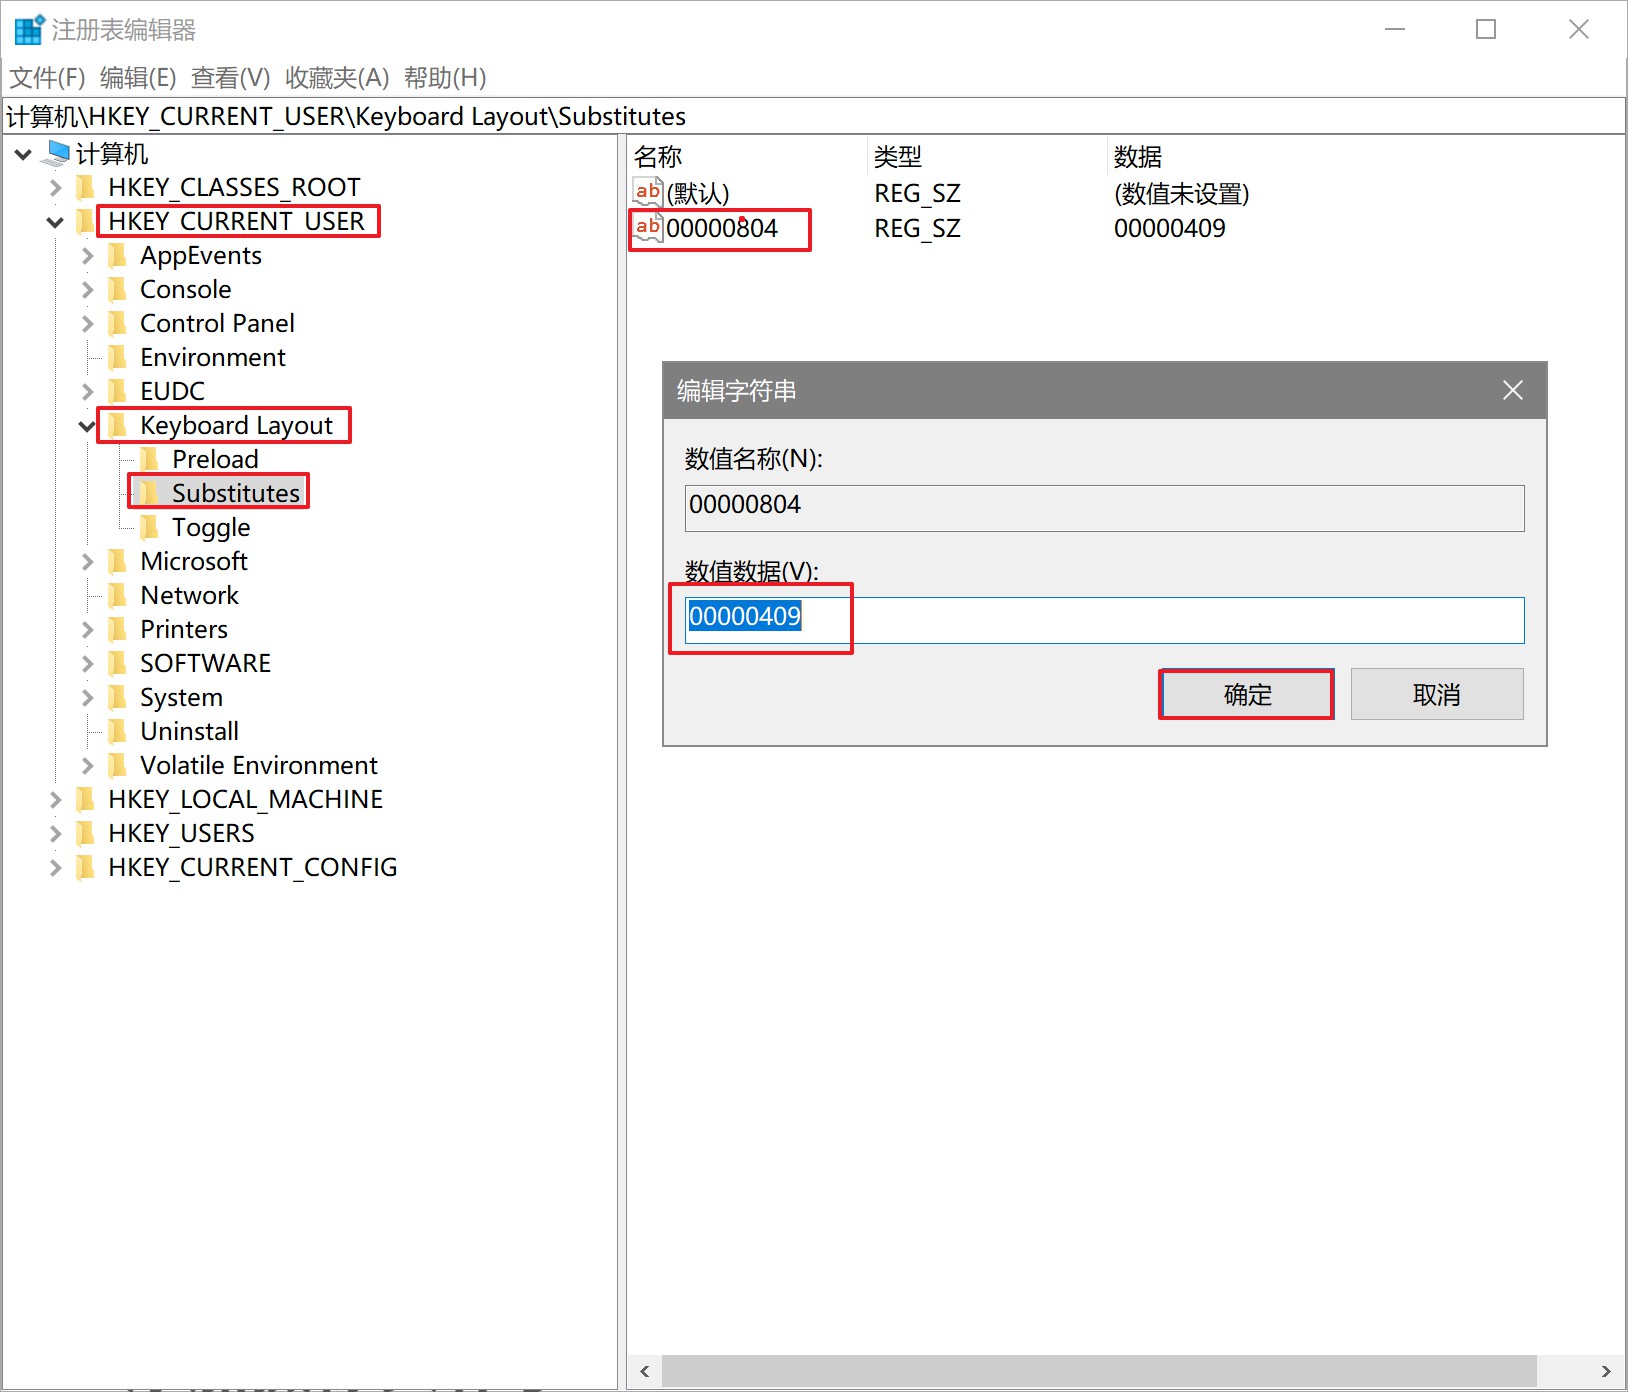 注册表编辑器
文件(F) 编辑(E) 查看(V) 收藏夹(A) 帮助(H)
计算机\HKEY_CURRENT_USER\Keyboard Layout\Substitutes
计算机
HKEY_CLASSES_ROOT
HKEY_CURRENT_USER
AppEvents
Console
Control Panel
Environment
EUDC
Keyboard Layout
Preload
Substitutes
Toggle
Microsoft
Network
Printers
SOFTWARE
System
Uninstall
Volatile Environment
HKEY_LOCAL_MACHINE
HKEY_USERS
HKEY_CURRENT_CONFIG
名称 类型 数据
ab (默认) REG_SZ (数值未设置)
ab 00000804 REG_SZ 00000409
编辑字符串
数值名称(N):
00000804
数值数据(V):
00000409
确定 取消